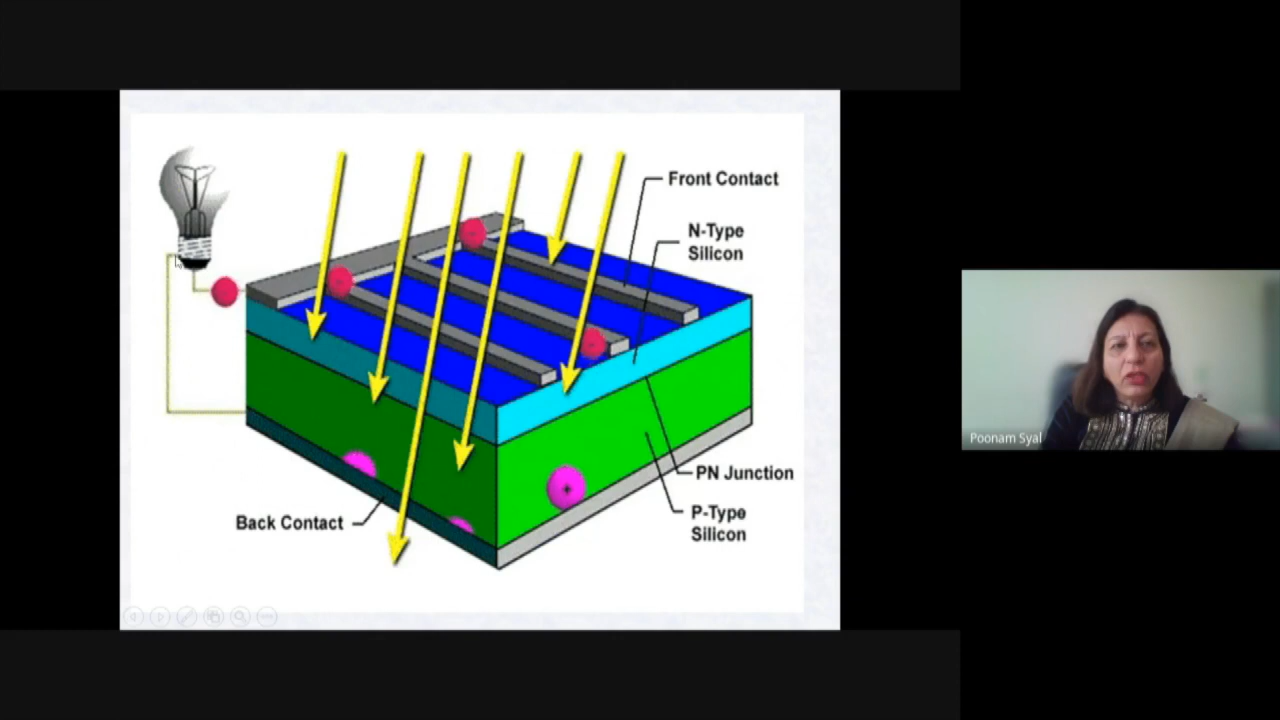 Front Contact
N-Type
Silicon
PN Junction
P-Type
Silicon
Back Contact
+
Poonam Syal